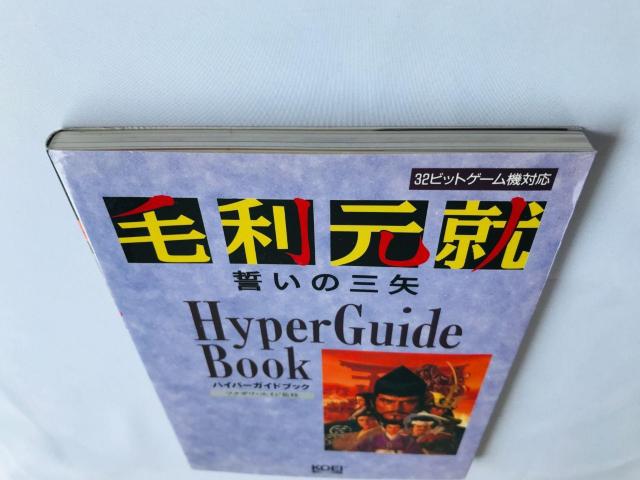 32ビットゲーム機対応
毛利元就
誓いの三矢
HyperGuide
Book
ハイパーガイドブック
KOEI